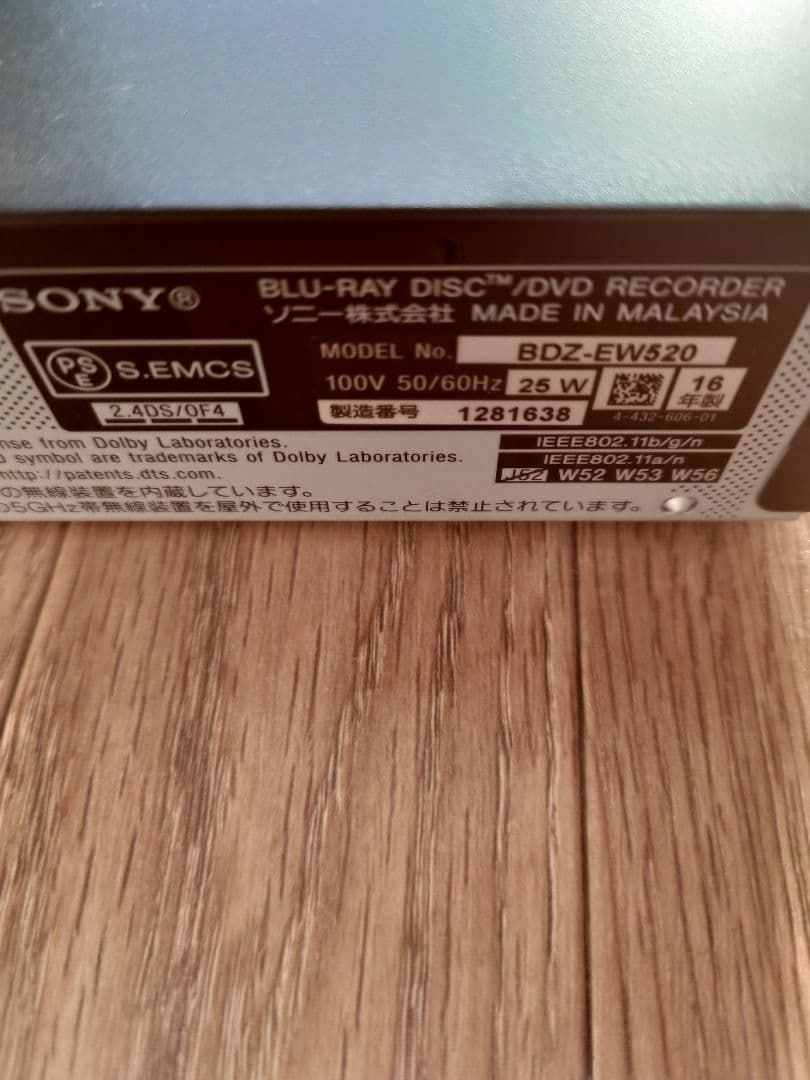 SONY® BLU-RAY DISC™/DVD RECORDER
ソニー株式会社 MADE IN MALAYSIA
PSE S.EMCS
MODEL No. BDZ-EW520
100V 50/60Hz 25 W
16年製
2.4DS/OF4
製造番号 1281638
4-432-606-01
nse from Dolby Laboratories.
symbol are trademarks of Dolby Laboratories.
http://patents.dts.com.
の無線装置を内蔵しています。
5GHz帯無線装置を屋外で使用することは禁止されています。
IEEE802.11b/g/n
IEEE802.11a/n
J52 W52 W53 W56